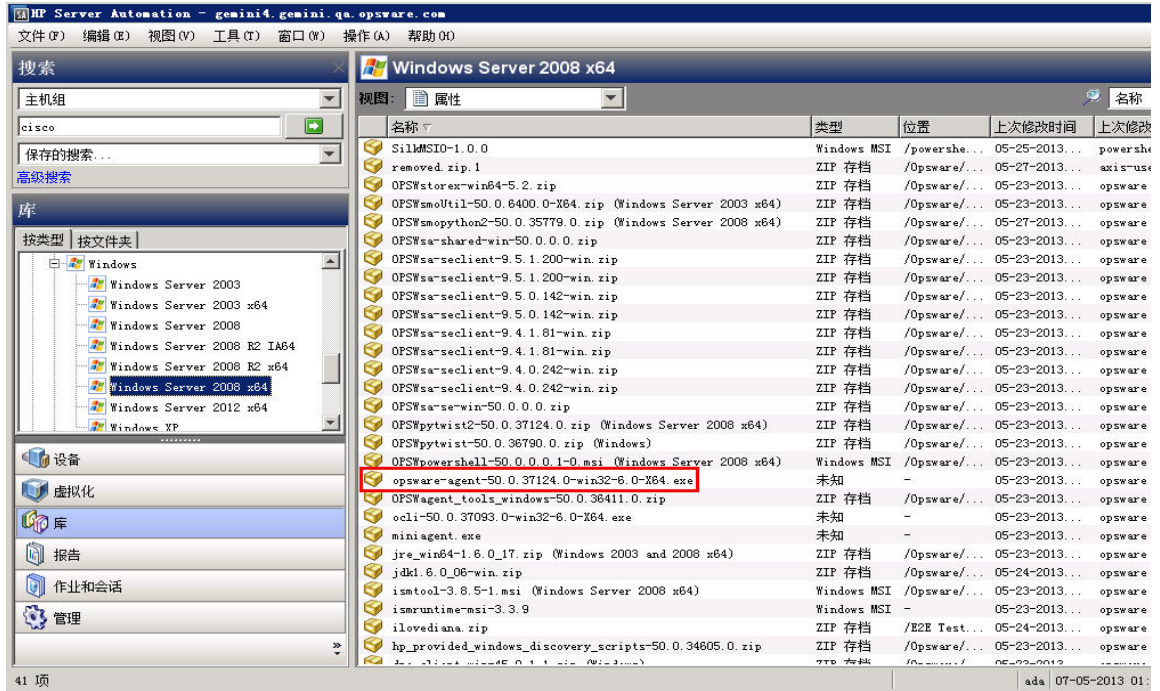 HP Server Automation - gemini4.gemini.qa.opsware.com
文件(F) 编辑(E) 视图(V) 工具(T) 窗口(W) 操作(A) 帮助(H)
搜索
主机组
cisco
保存的搜索...
高级搜索
库
按类型 按文件夹
Windows
Windows Server 2003
Windows Server 2003 x64
Windows Server 2008
Windows Server 2008 R2 IA64
Windows Server 2008 R2 x64
Windows Server 2008 x64
Windows Server 2012 x64
Windows XP
设备
虚拟化
库
报告
作业和会话
管理
Windows Server 2008 x64
视图: 属性 名称
名称 类型 位置 上次修改时间 上次修改
SilkMSI0-1.0.0 Windows MSI /powershe... 05-25-2013... powershe
removed.zip.1 ZIP 存档 /Opsware/... 05-27-2013... axis-use
OPSWstorex-win64-5.2.zip ZIP 存档 /Opsware/... 05-23-2013... opsware
OPSWsmoUtil-50.0.6400.0-X64.zip (Windows Server 2003 x64) ZIP 存档 /Opsware/... 05-23-2013... opsware
OPSWsmopython2-50.0.35779.0.zip (Windows Server 2008 x64) ZIP 存档 /Opsware/... 05-27-2013... opsware
OPSWsa-shared-win-50.0.0.0.zip ZIP 存档 /Opsware/... 05-23-2013... opsware
OPSWsa-seclient-9.5.1.200-win.zip ZIP 存档 /Opsware/... 05-23-2013... opsware
OPSWsa-seclient-9.5.1.200-win.zip ZIP 存档 /Opsware/... 05-23-2013... opsware
OPSWsa-seclient-9.5.0.142-win.zip ZIP 存档 /Opsware/... 05-23-2013... opsware
OPSWsa-seclient-9.5.0.142-win.zip ZIP 存档 /Opsware/... 05-23-2013... opsware
OPSWsa-seclient-9.4.1.81-win.zip ZIP 存档 /Opsware/... 05-23-2013... opsware
OPSWsa-seclient-9.4.1.81-win.zip ZIP 存档 /Opsware/... 05-23-2013... opsware
OPSWsa-seclient-9.4.0.242-win.zip ZIP 存档 /Opsware/... 05-23-2013... opsware
OPSWsa-seclient-9.4.0.242-win.zip ZIP 存档 /Opsware/... 05-23-2013... opsware
OPSWsa-se-win-50.0.0.0.zip ZIP 存档 /Opsware/... 05-23-2013... opsware
OPSWpytwist2-50.0.37124.0.zip (Windows Server 2008 x64) ZIP 存档 /Opsware/... 05-23-2013... opsware
OPSWpytwist-50.0.36790.0.zip (Windows) ZIP 存档 /Opsware/... 05-23-2013... opsware
OPSWpowershell-50.0.0.0.1-0.msi (Windows Server 2008 x64) Windows MSI /Opsware/... 05-23-2013... opsware
opsware-agent-50.0.37124.0-win32-6.0-X64.exe 未知 - 05-23-2013... opsware
OPSWagent_tools_windows-50.0.36411.0.zip ZIP 存档 /Opsware/... 05-23-2013... opsware
ocli-50.0.37093.0-win32-6.0-X64.exe 未知 - 05-23-2013... opsware
miniagent.exe 未知 - 05-23-2013... opsware
jre_win64-1.6.0_17.zip (Windows 2003 and 2008 x64) ZIP 存档 /Opsware/... 05-23-2013... opsware
jdk1.6.0_06-win.zip ZIP 存档 /Opsware/... 05-24-2013... opsware
ismtool-3.8.5-1.msi (Windows Server 2008 x64) Windows MSI /Opsware/... 05-23-2013... opsware
ismruntime-msi-3.3.9 Windows MSI - 05-23-2013... opsware
ilovediana.zip ZIP 存档 /E2E Test... 05-24-2013... opsware
hp_provided_windows_discovery_scripts-50.0.34605.0.zip ZIP 存档 /Opsware/... 05-23-2013... opsware
41 项 ada 07-05-2013 01: